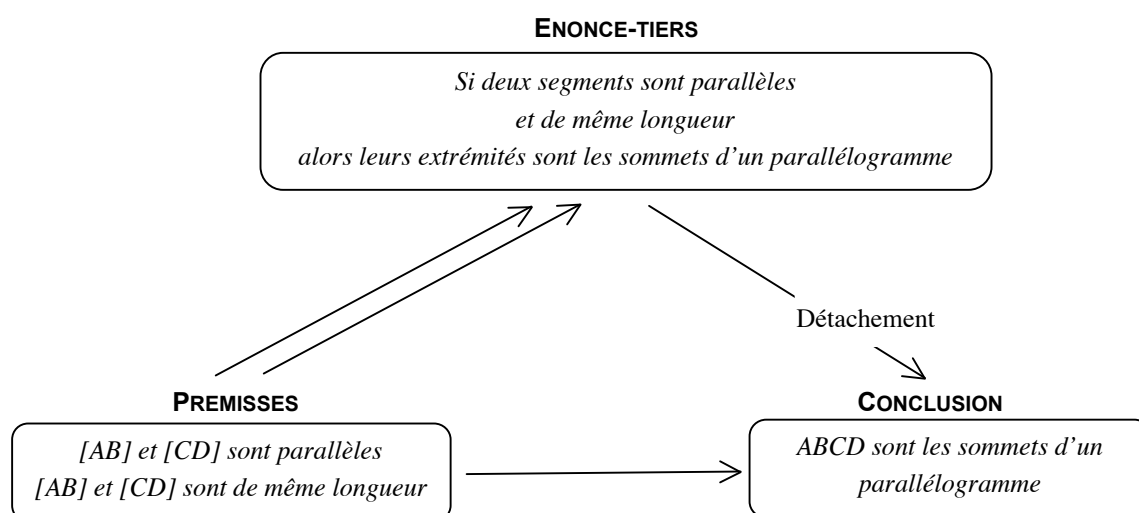 ENONCE-TIERS
Si deux segments sont parallèles
et de même longueur
alors leurs extrémités sont les sommets d'un parallélogramme
Détachement
PREMISSES
[AB] et [CD] sont parallèles
[AB] et [CD] sont de même longueur
CONCLUSION
ABCD sont les sommets d'un
parallélogramme